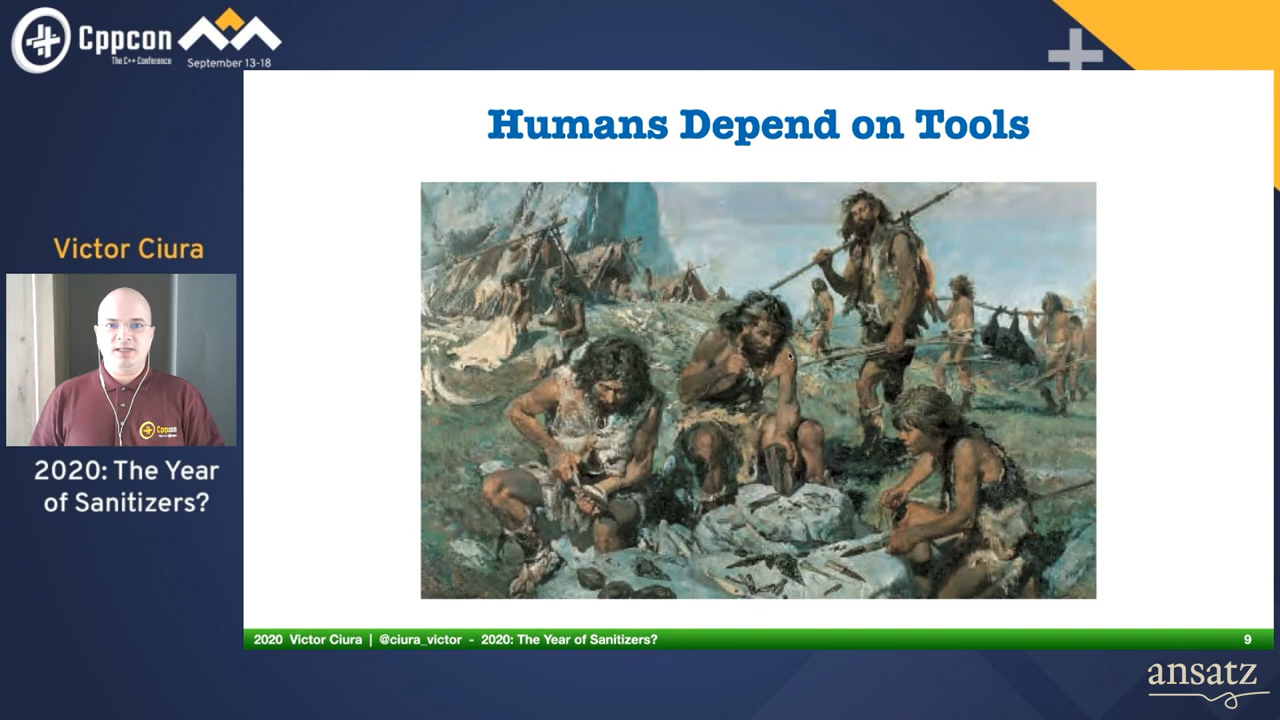 Cppcon
The C++ Conference
September 13-18
Humans Depend on Tools
Victor Ciura
Cppcon
2020: The Year
of Sanitizers?
2020 Victor Ciura | @ciura_victor - 2020: The Year of Sanitizers?
9
ansatz